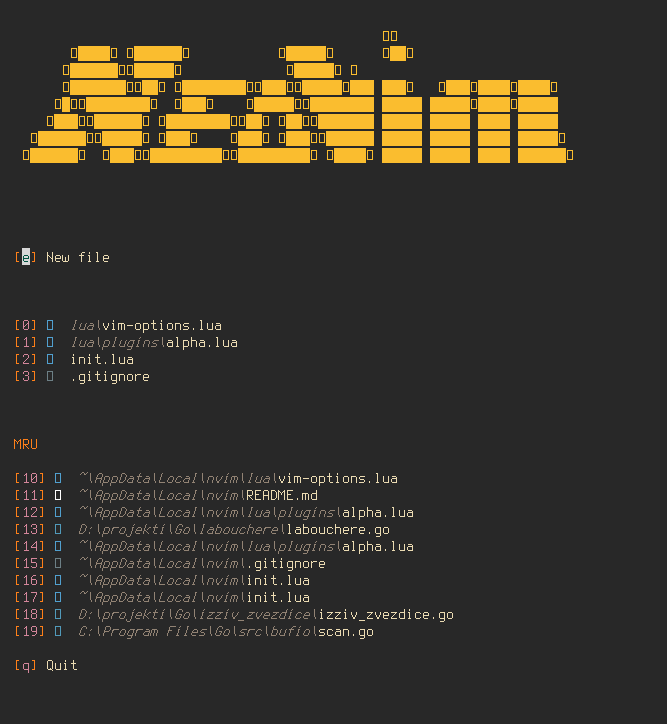 [e] New file
[0] lua\vim-options.lua
[1] lua\plugins\alpha.lua
[2] init.lua
[3] .gitignore
MRU
[10] ~\AppData\Local\nvim\lua\vim-options.lua
[11] ~\AppData\Local\nvim\README.md
[12] ~\AppData\Local\nvim\lua\plugins\alpha.lua
[13] D:\projekti\Go\labouchere\labouchere.go
[14] ~\AppData\Local\nvim\lua\plugins\alpha.lua
[15] ~\AppData\Local\nvim\.gitignore
[16] ~\AppData\Local\nvim\init.lua
[17] ~\AppData\Local\nvim\init.lua
[18] D:\projekti\Go\izziv_zvezdice\izziv_zvezdice.go
[19] C:\Program Files\Go\src\bufio\scan.go
[q] Quit